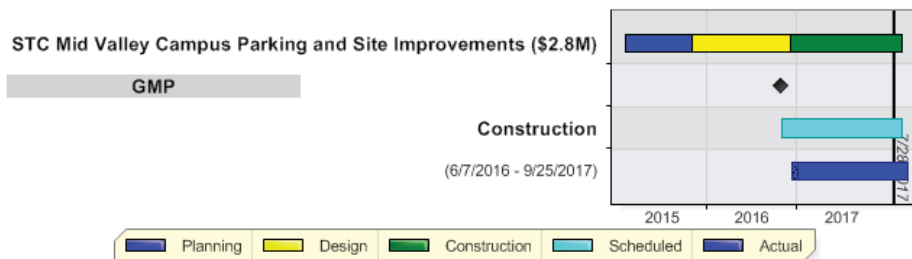 STC Mid Valley Campus Parking and Site Improvements ($2.8M)
GMP
Construction
(6/7/2016 - 9/25/2017)
2015 2016 2017
Planning Design Construction Scheduled Actual